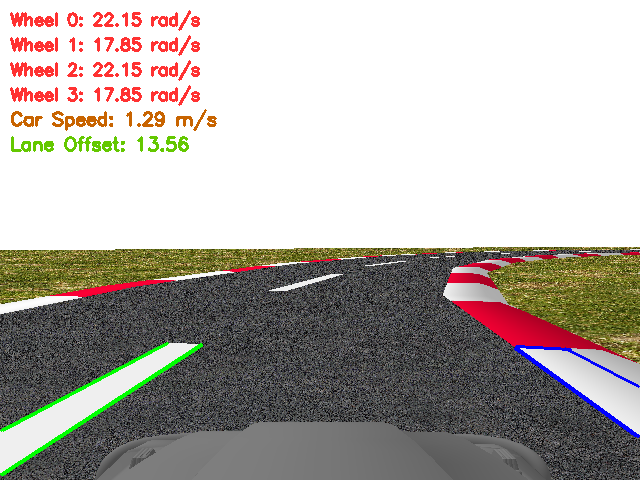 Wheel 0: 22.15 rad/s
Wheel 1: 17.85 rad/s
Wheel 2: 22.15 rad/s
Wheel 3: 17.85 rad/s
Car Speed: 1.29 m/s
Lane Offset: 13.56